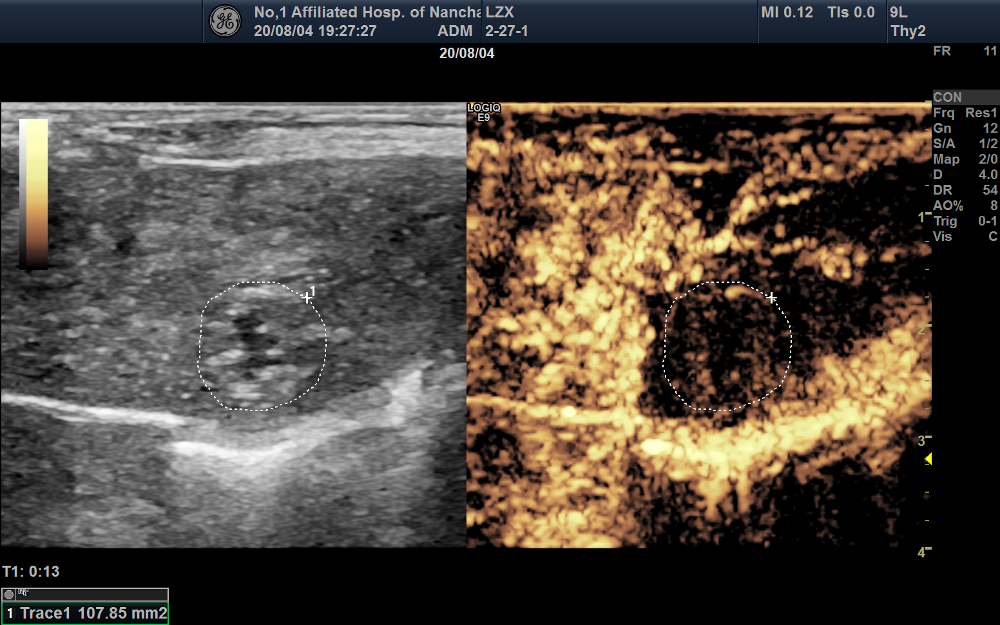 No,1 Affiliated Hosp. of Nancha
LZX
MI 0.12 TIs 0.0
9L
20/08/04 19:27:27 ADM
2-27-1
Thy2
20/08/04
FR 11
CON
Frq Res1
Gn 12
S/A 1/2
Map 2/0
D 4.0
DR 54
AO% 8
Trig 0-1
Vis C
LOGIQ
E9
1
1
2
3
4
T1: 0:13
1 Trace1 107.85 mm2